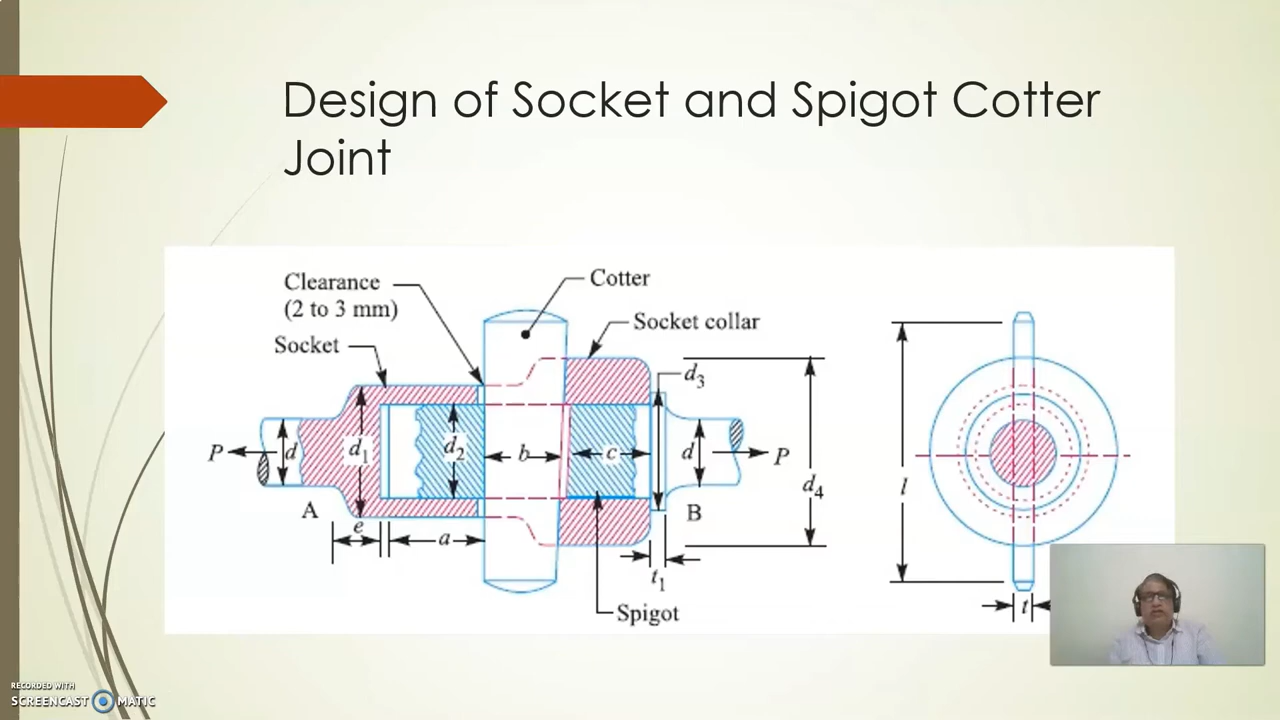 Design of Socket and Spigot Cotter
Joint
Clearance
(2 to 3 mm)
Cotter
Socket collar
Socket
d3
P
d
d1
d2
b
c
d
P
d4
l
A
B
e
a
t1
t
Spigot
RECORDED WITH
SCREENCAST MATIC